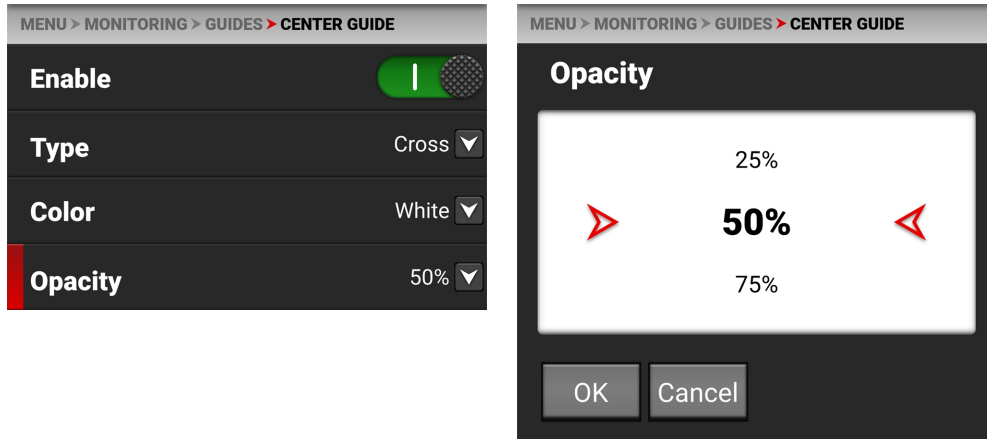 MENU > MONITORING > GUIDES > CENTER GUIDE
Enable
Type Cross
Color White
Opacity 50%
MENU > MONITORING > GUIDES > CENTER GUIDE
Opacity
25%
50%
75%
OK Cancel